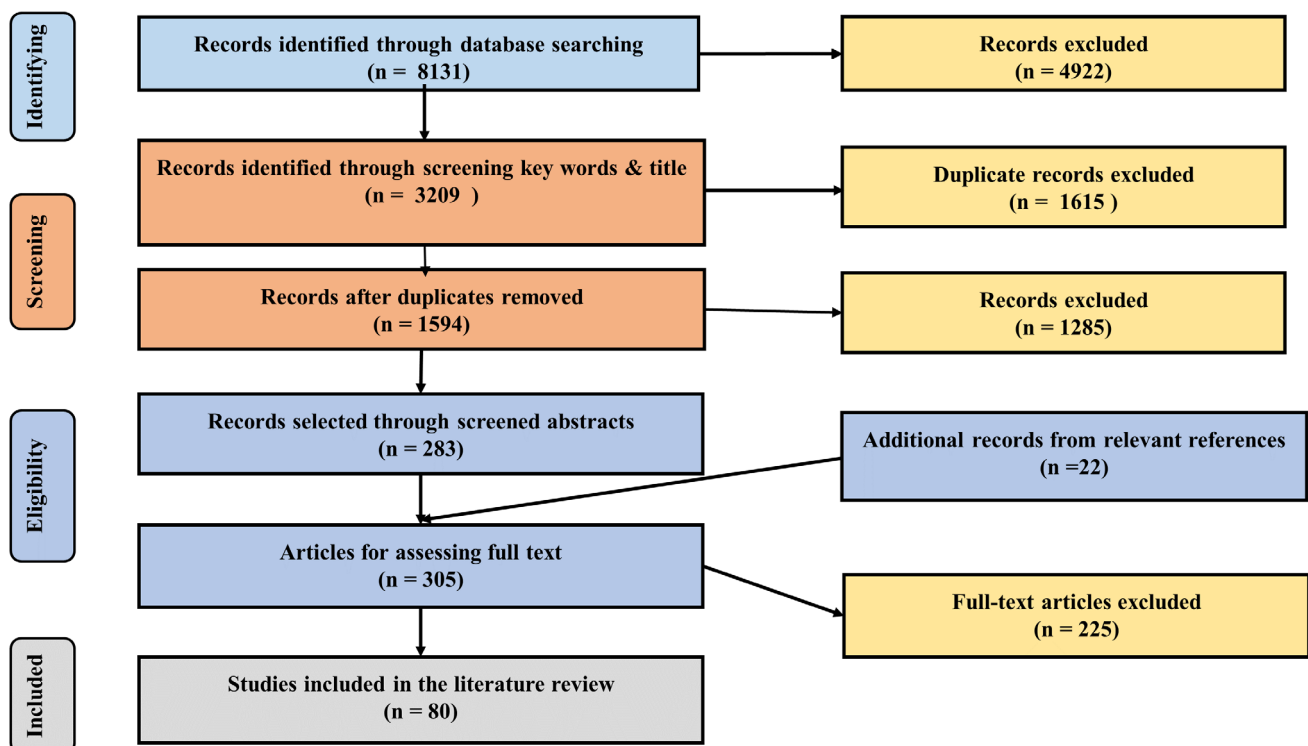 Identifying
Records identified through database searching
(n = 8131)
Records excluded
(n = 4922)
Records identified through screening key words & title
(n = 3209 )
Duplicate records excluded
(n = 1615 )
Screening
Records after duplicates removed
(n = 1594)
Records excluded
(n = 1285)
Eligibility
Records selected through screened abstracts
(n = 283)
Additional records from relevant references
(n =22)
Articles for assessing full text
(n = 305)
Full-text articles excluded
(n = 225)
Included
Studies included in the literature review
(n = 80)